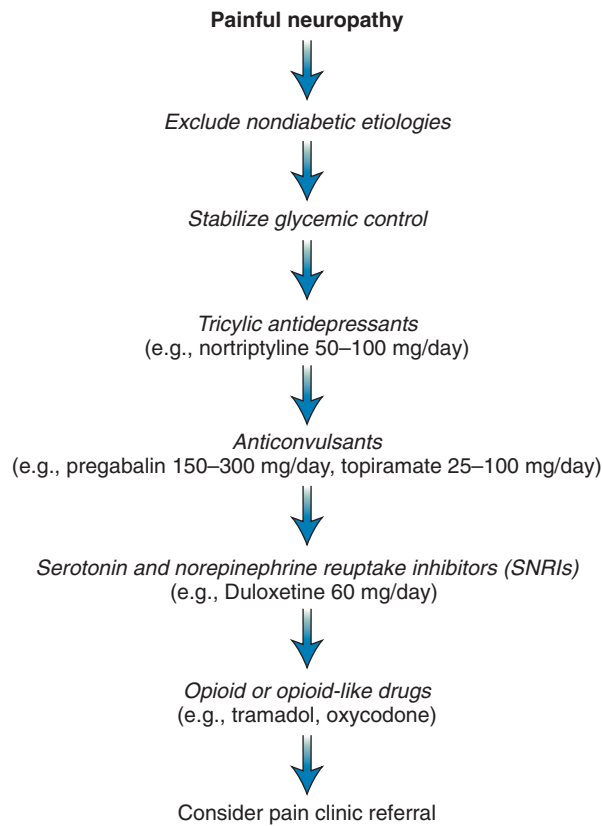 Painful neuropathy
Exclude nondiabetic etiologies
Stabilize glycemic control
Tricylic antidepressants
(e.g., nortriptyline 50–100 mg/day)
Anticonvulsants
(e.g., pregabalin 150–300 mg/day, topiramate 25–100 mg/day)
Serotonin and norepinephrine reuptake inhibitors (SNRIs)
(e.g., Duloxetine 60 mg/day)
Opioid or opioid-like drugs
(e.g., tramadol, oxycodone)
Consider pain clinic referral